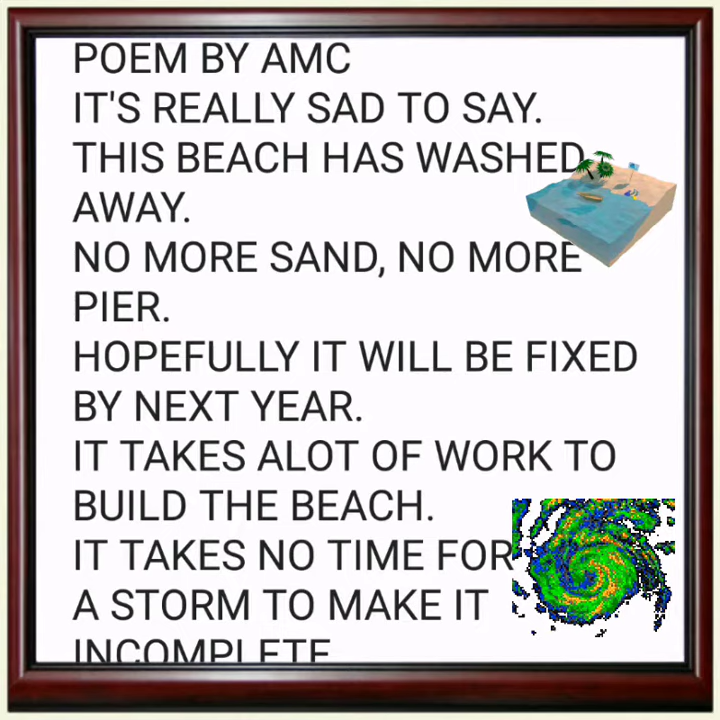 POEM BY AMC
IT'S REALLY SAD TO SAY.
THIS BEACH HAS WASHED
AWAY.
NO MORE SAND, NO MORE
PIER.
HOPEFULLY IT WILL BE FIXED
BY NEXT YEAR.
IT TAKES ALOT OF WORK TO
BUILD THE BEACH.
IT TAKES NO TIME FOR
A STORM TO MAKE IT
INCOMPLETE